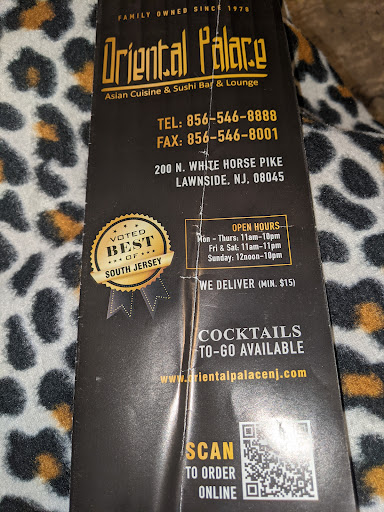 FAMILY OWNED SINCE 1978
Oriental Palace
Asian Cuisine & Sushi Bar & Lounge
TEL: 856-546-8888
FAX: 856-546-8001
200 N. WHITE HORSE PIKE
LAWNSIDE, NJ, 08045
VOTED
BEST
OF
SOUTH JERSEY
OPEN HOURS
Mon - Thurs: 11am-10pm
Fri & Sat: 11am-11pm
Sunday: 12noon-10pm
WE DELIVER (MIN. $15)
COCKTAILS
TO-GO AVAILABLE
www.orientalpalacenj.com
SCAN
TO ORDER
ONLINE